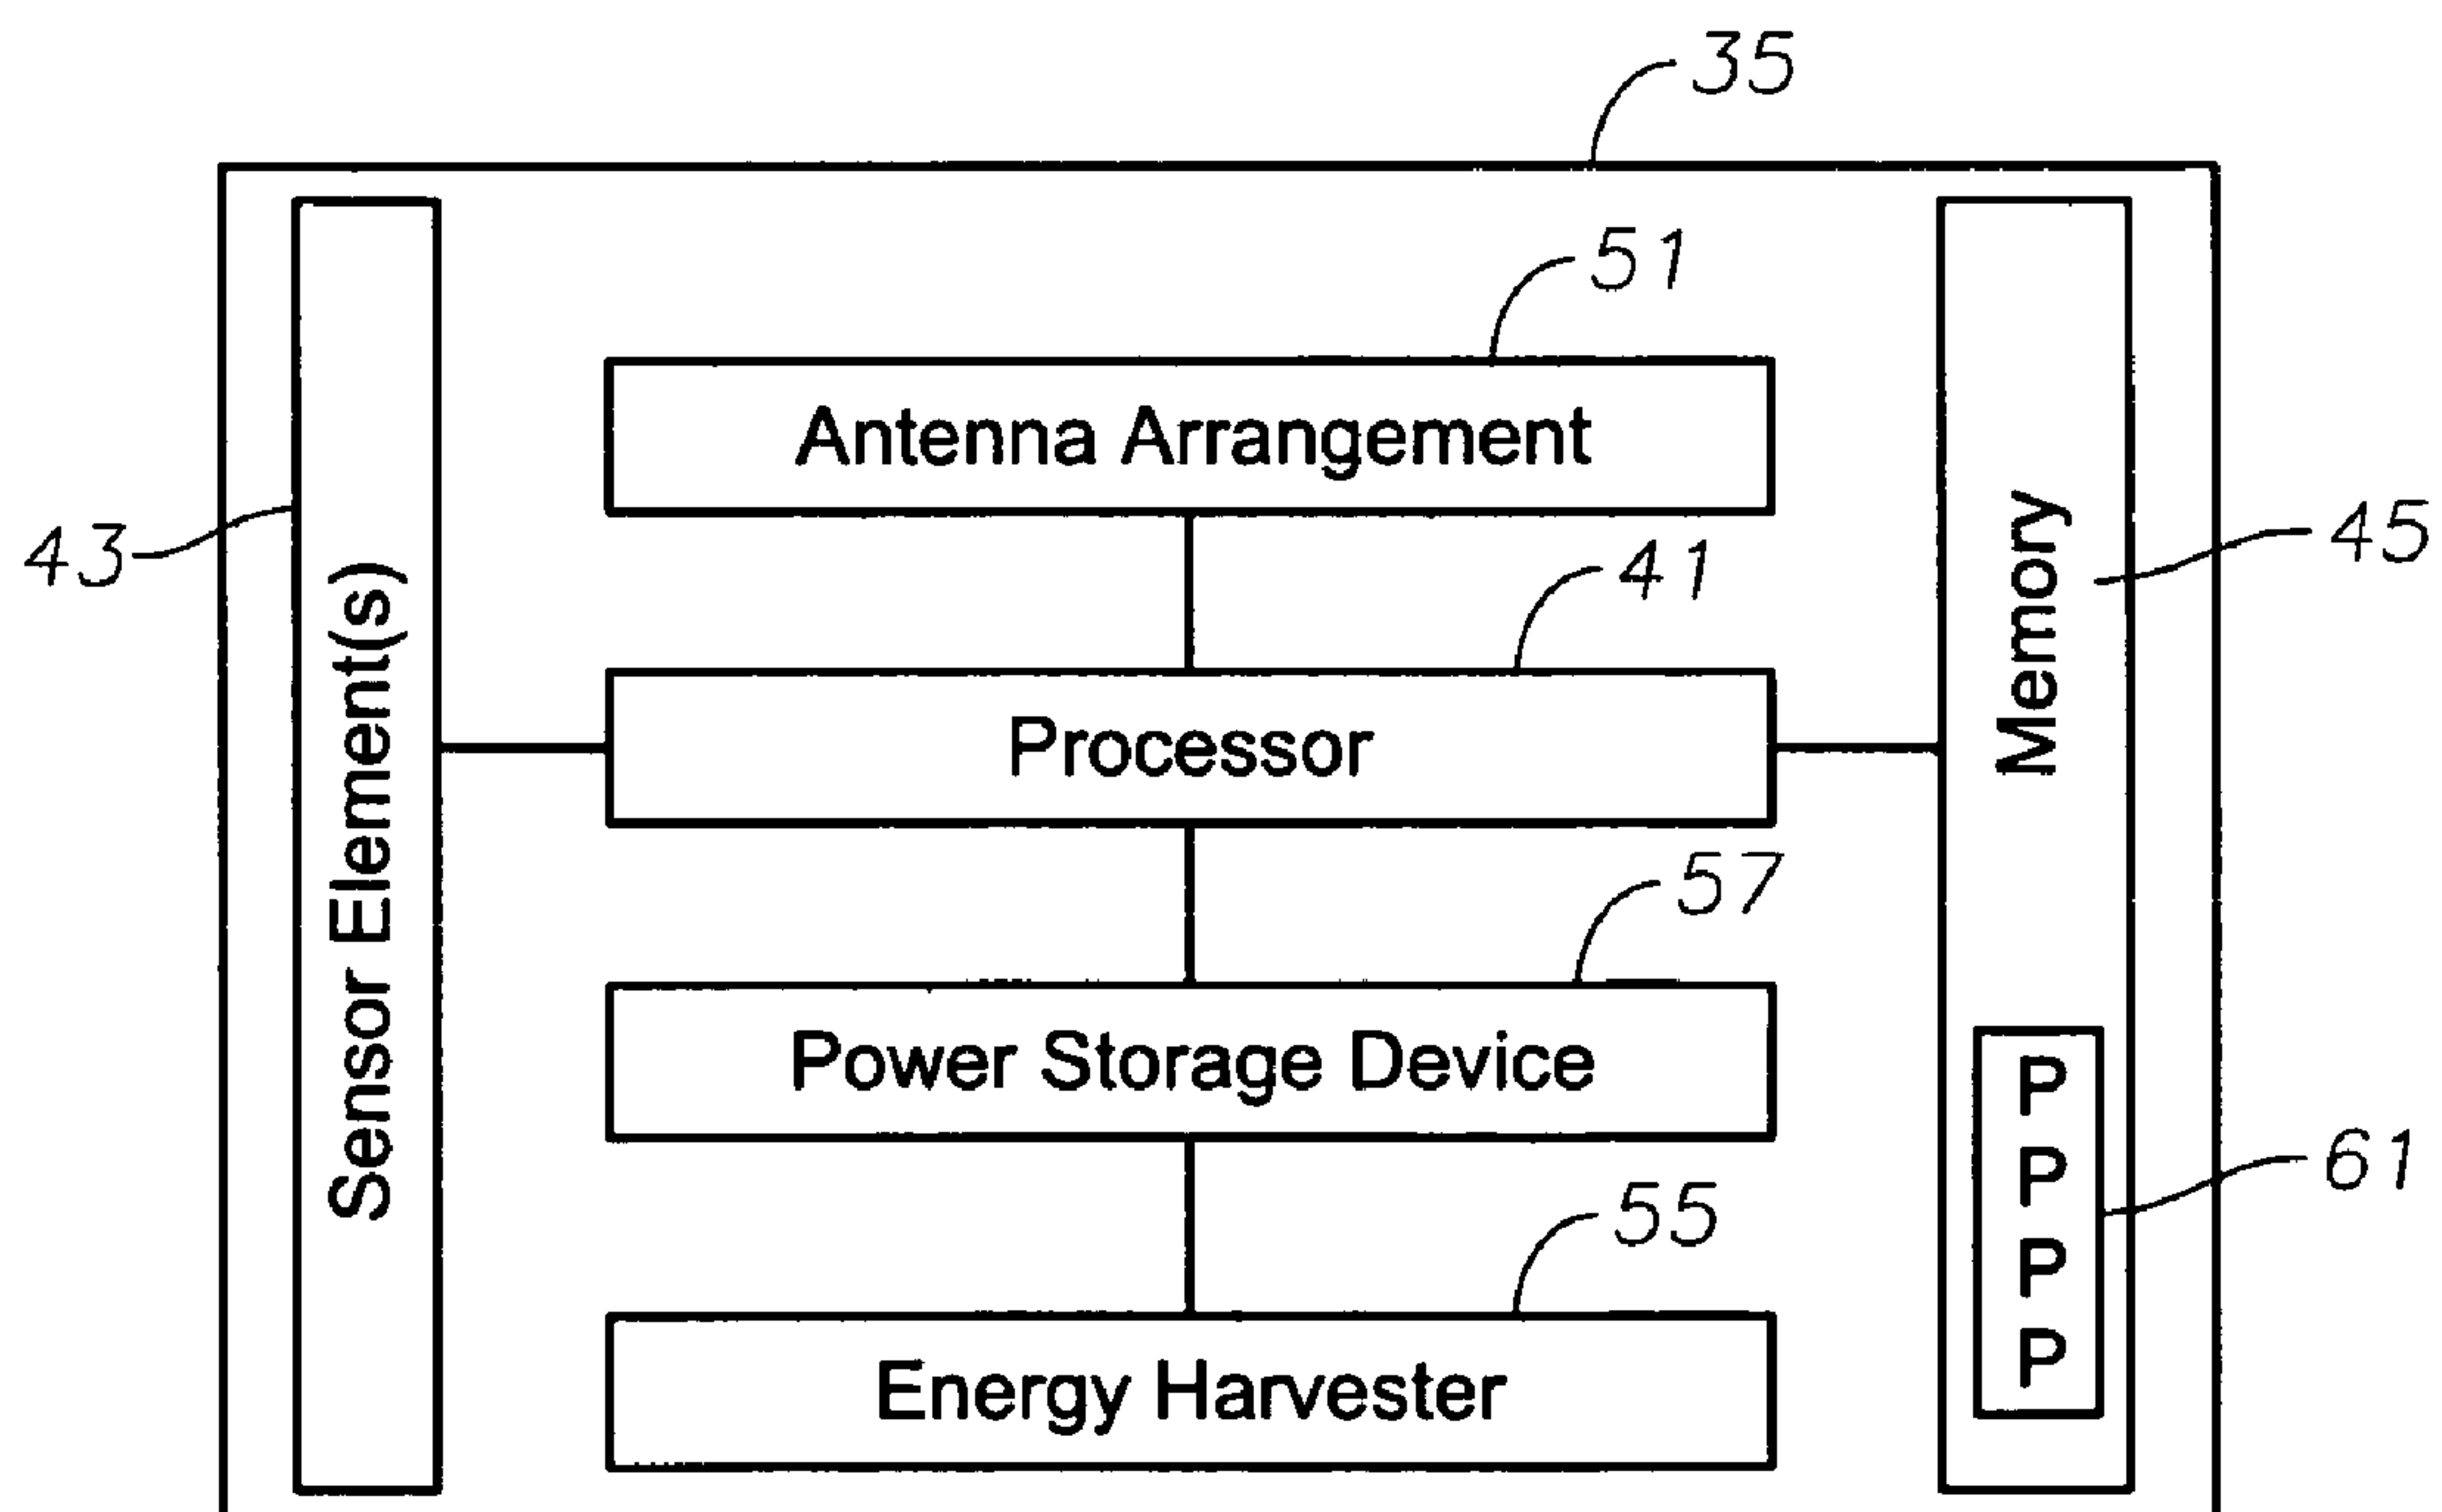 35
51
Antenna Arrangement
43
45
41
Sensor Element(s)
Memory
Processor
57
Power Storage Device
P
P
P
P
61
55
Energy Harvester